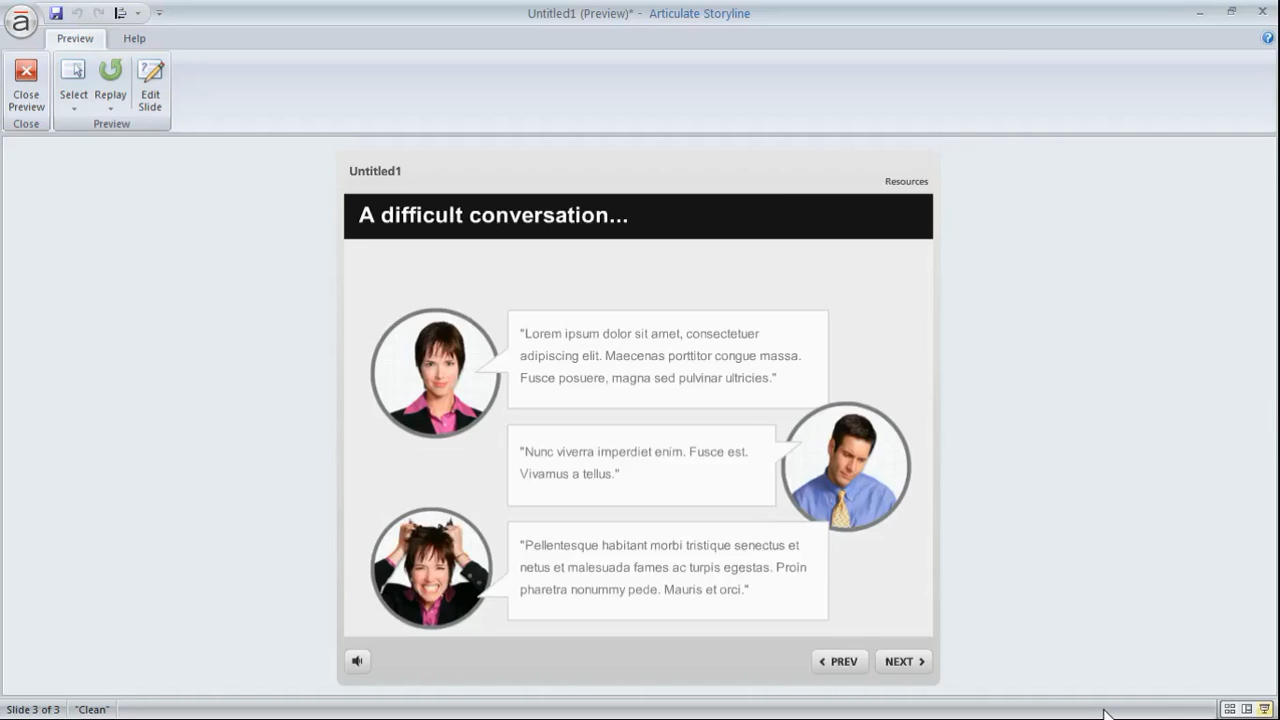 Untitled1 (Preview)* - Articulate Storyline
Preview Help
Close Preview
Select
Replay
Edit Slide
Close
Preview
Untitled1
Resources
A difficult conversation...
"Lorem ipsum dolor sit amet, consectetuer
adipiscing elit. Maecenas porttitor congue massa.
Fusce posuere, magna sed pulvinar ultricies."
"Nunc viverra imperdiet enim. Fusce est.
Vivamus a tellus."
"Pellentesque habitant morbi tristique senectus et
netus et malesuada fames ac turpis egestas. Proin
pharetra nonummy pede. Mauris et orci."
PREV
NEXT
Slide 3 of 3 "Clean"